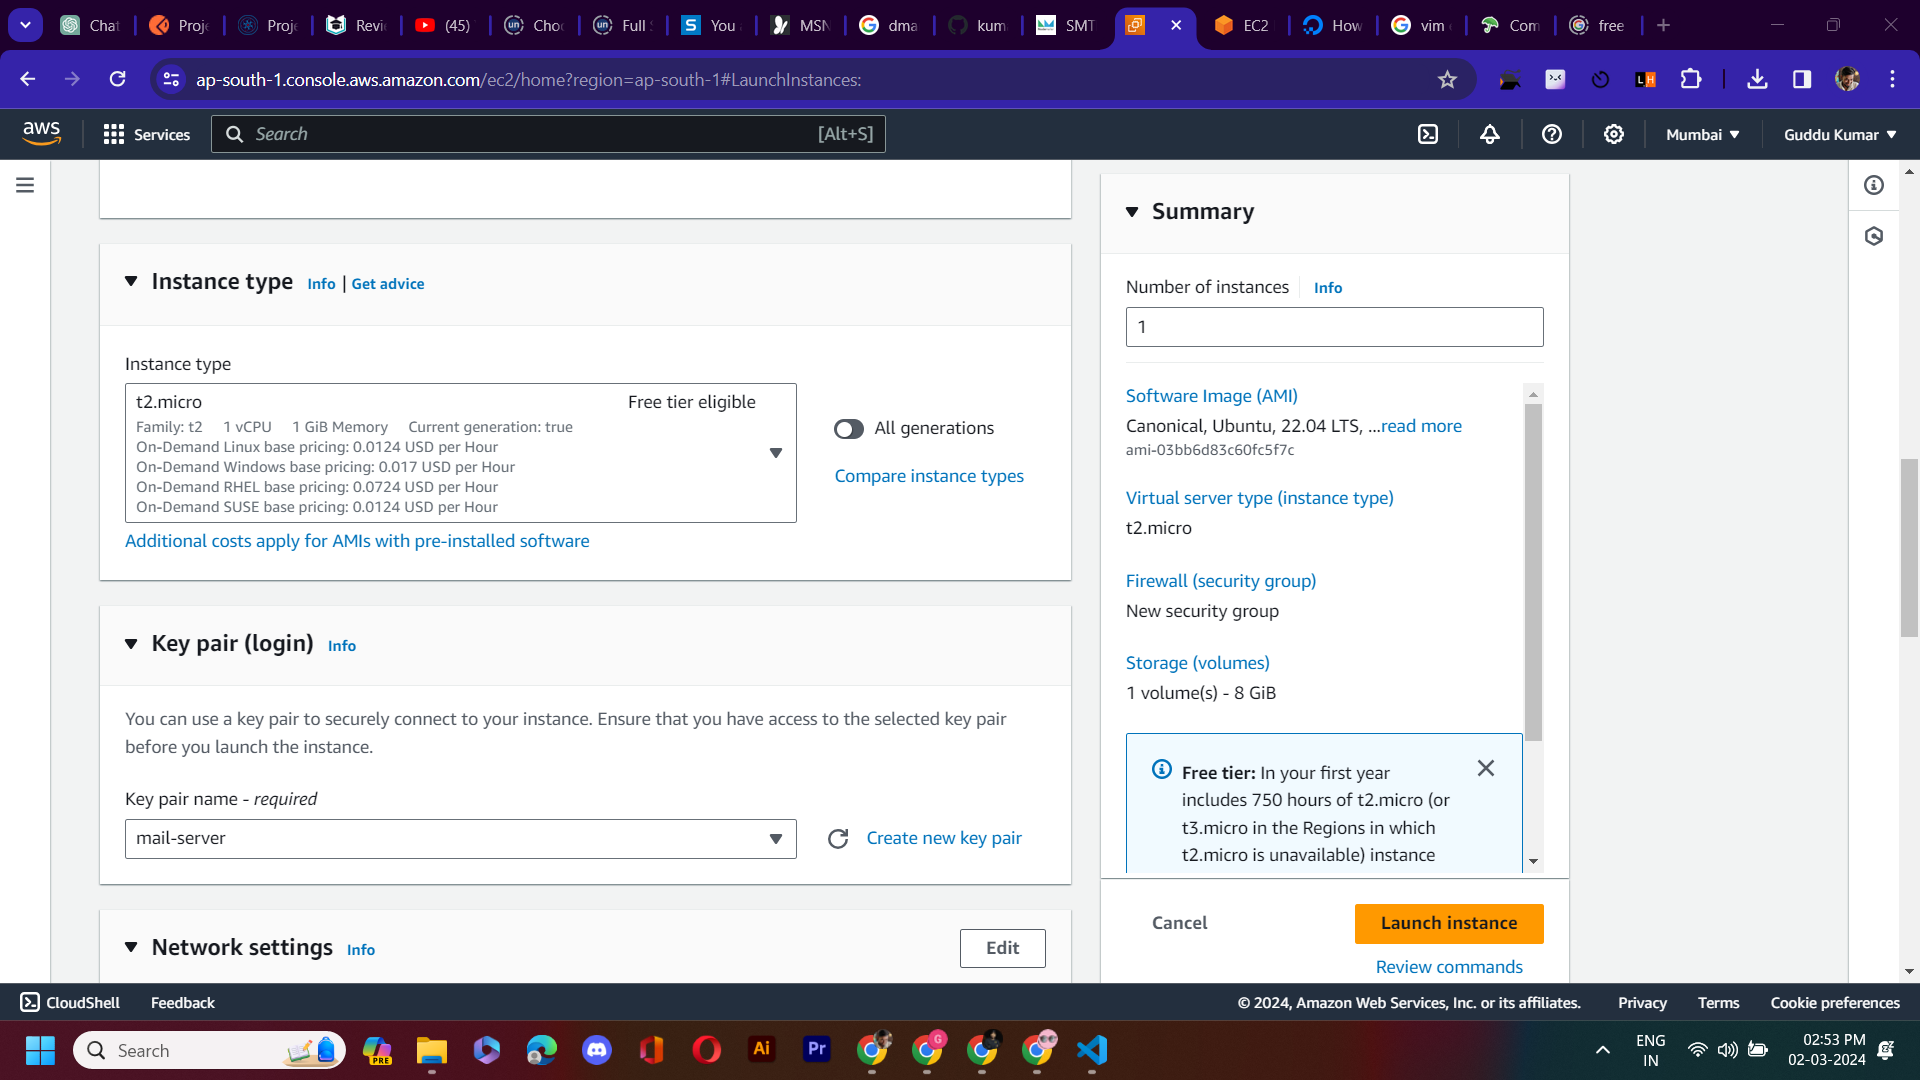 Chat
Proje
Proje
Revie
(45)
Choo
Full S
You a
MSN
dma
kum
SMT
EC2
How
vim c
Com
free
ap-south-1.console.aws.amazon.com/ec2/home?region=ap-south-1#LaunchInstances:
aws
Services
Search
[Alt+S]
Mumbai
Guddu Kumar
Instance type
Info | Get advice
Instance type
t2.micro
Free tier eligible
Family: t2 1 vCPU 1 GiB Memory Current generation: true
On-Demand Linux base pricing: 0.0124 USD per Hour
On-Demand Windows base pricing: 0.017 USD per Hour
On-Demand RHEL base pricing: 0.0724 USD per Hour
On-Demand SUSE base pricing: 0.0124 USD per Hour
All generations
Compare instance types
Additional costs apply for AMIs with pre-installed software
Key pair (login)
Info
You can use a key pair to securely connect to your instance. Ensure that you have access to the selected key pair
before you launch the instance.
Key pair name - required
mail-server
Create new key pair
Network settings
Info
Edit
Summary
Number of instances
Info
1
Software Image (AMI)
Canonical, Ubuntu, 22.04 LTS, ...read more
ami-03bb6d83c60fc5f7c
Virtual server type (instance type)
t2.micro
Firewall (security group)
New security group
Storage (volumes)
1 volume(s) - 8 GiB
Free tier: In your first year
includes 750 hours of t2.micro (or
t3.micro in the Regions in which
t2.micro is unavailable) instance
Cancel
Launch instance
Review commands
CloudShell
Feedback
© 2024, Amazon Web Services, Inc. or its affiliates.
Privacy
Terms
Cookie preferences
Search
PRE
Ai
Pr
G
ENG
IN
02:53 PM
02-03-2024